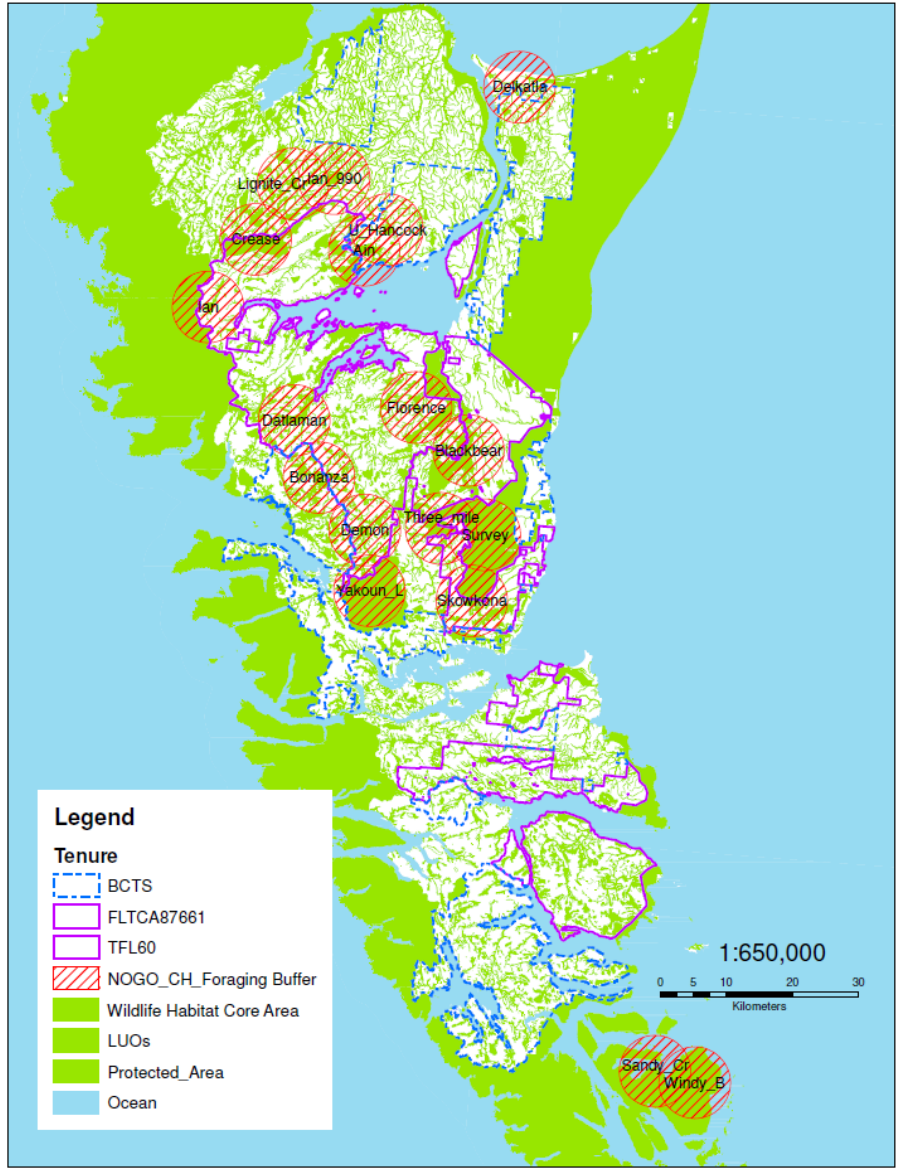 Delkatla
Lignite_Cr
Ian_990
U_Hancock
Crease
Ain
Ian
Florence
Datlaman
Blackbear
Bonanza
Three_mile
Demon
Survey
Yakoun_L
Skowkona
Legend
Tenure
BCTS
FLTCA87661
TFL60
NOGO_CH_Foraging Buffer
Wildlife Habitat Core Area
LUOs
Protected_Area
Ocean
1:650,000
0 5 10 20 30
Kilometers
Sandy_Cr
Windy_B